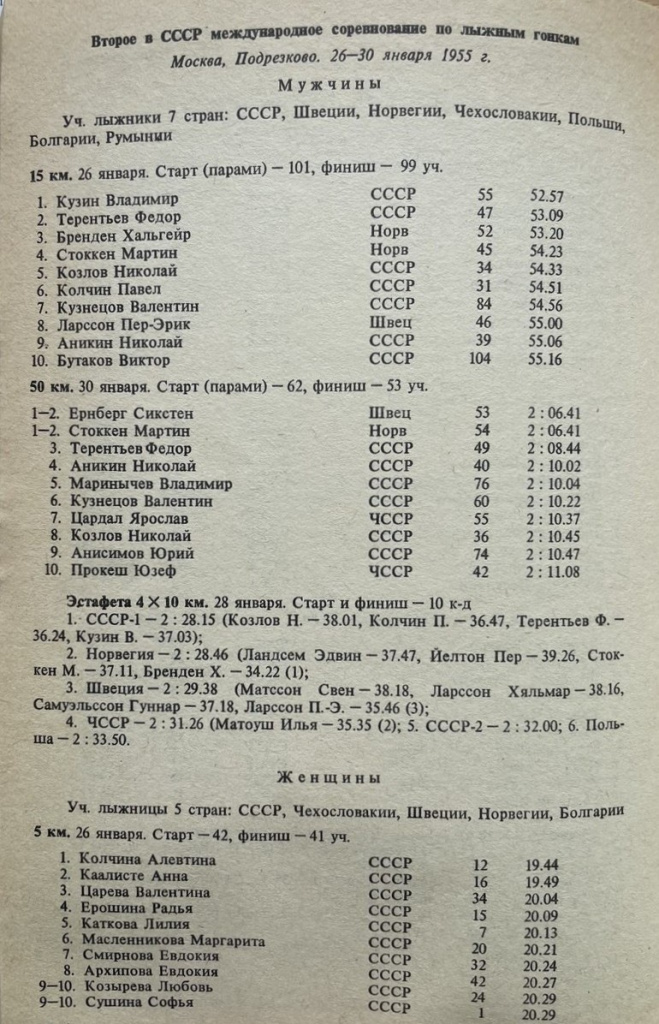 Второе в СССР международное соревнование по лыжным гонкам
Москва, Подрезково. 26—30 января 1955 г.
Мужчины
Уч. лыжники 7 стран: СССР, Швеции, Норвегии, Чехословакии, Польши,
Болгарии, Румынии
15 км. 26 января. Старт (парами) — 101, финиш — 99 уч.
1. Кузин Владимир СССР 55 52.57
2. Терентьев Федор СССР 47 53.09
3. Бренден Хальгейр Норв 52 53.20
4. Стоккен Мартин Норв 45 54.23
5. Козлов Николай СССР 34 54.33
6. Колчин Павел СССР 31 54.51
7. Кузнецов Валентин СССР 84 54.56
8. Ларссон Пер-Эрик Швец 46 55.00
9. Аникин Николай СССР 39 55.06
10. Бутаков Виктор СССР 104 55.16
50 км. 30 января. Старт (парами) — 62, финиш — 53 уч.
1—2. Ернберг Сикстен Швец 53 2 : 06.41
1—2. Стоккен Мартин Норв 54 2 : 06.41
3. Терентьев Федор СССР 49 2 : 08.44
4. Аникин Николай СССР 40 2 : 10.02
5. Маринычев Владимир СССР 76 2 : 10.04
6. Кузнецов Валентин СССР 60 2 : 10.22
7. Цардал Ярослав ЧССР 55 2 : 10.37
8. Козлов Николай СССР 36 2 : 10.45
9. Анисимов Юрий СССР 74 2 : 10.47
10. Прокеш Юзеф ЧССР 42 2 : 11.08
Эстафета 4 × 10 км. 28 января. Старт и финиш — 10 к-д
1. СССР-1 — 2 : 28.15 (Козлов Н. — 38.01, Колчин П. — 36.47, Терентьев Ф. —
36.24, Кузин В. — 37.03);
2. Норвегия — 2 : 28.46 (Ландсем Эдвин — 37.47, Йелтон Пер — 39.26, Сток-
кен М. — 37.11, Бренден Х. — 34.22 (1);
3. Швеция — 2 : 29.38 (Матссон Свен — 38.18, Ларссон Хяльмар — 38.16,
Самуэльссон Гуннар — 37.18, Ларссон П.-Э. — 35.46 (3);
4. ЧССР — 2 : 31.26 (Матоуш Илья — 35.35 (2); 5. СССР-2 — 2 : 32.00; 6. Поль-
ша — 2 : 33.50.
Женщины
Уч. лыжницы 5 стран: СССР, Чехословакии, Швеции, Норвегии, Болгарии
5 км. 26 января. Старт — 42, финиш — 41 уч.
1. Колчина Алевтина СССР 12 19.44
2. Каалисте Анна СССР 16 19.49
3. Царева Валентина СССР 34 20.04
4. Ерошина Радья СССР 15 20.09
5. Каткова Лилия СССР 7 20.13
6. Масленникова Маргарита СССР 20 20.21
7. Смирнова Евдокия СССР 32 20.24
8. Архипова Евдокия СССР 42 20.27
9—10. Козырева Любовь СССР 24 20.29
9—10. Сушина Софья СССР 1 20.29